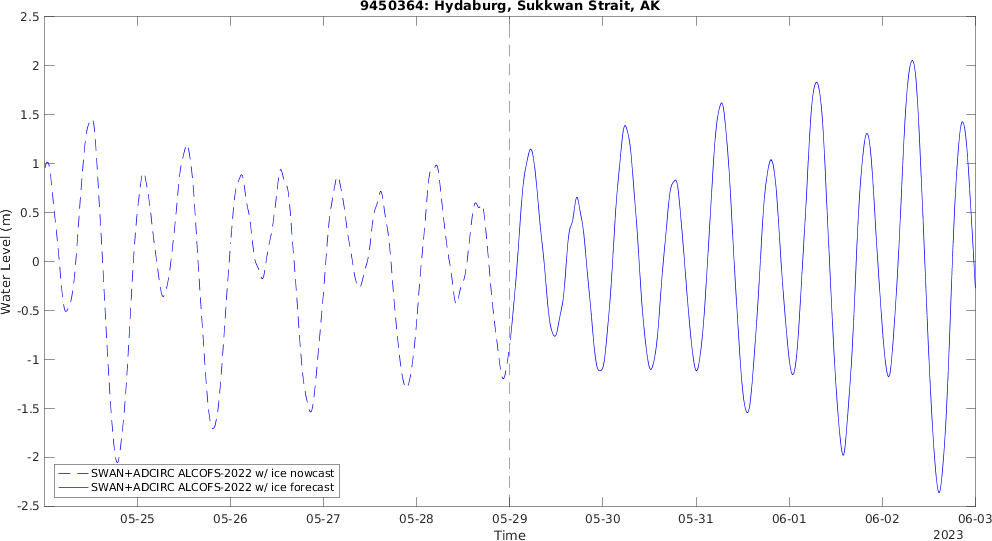 9450364: Hydaburg, Sukkwan Strait, AK
2.5
2
1.5
1
0.5
0
-0.5
-1
-1.5
-2
-2.5
Water Level (m)
SWAN+ADCIRC ALCOFS-2022 w/ ice nowcast
SWAN+ADCIRC ALCOFS-2022 w/ ice forecast
05-25 05-26 05-27 05-28 05-29 05-30 05-31 06-01 06-02 06-03
Time
2023